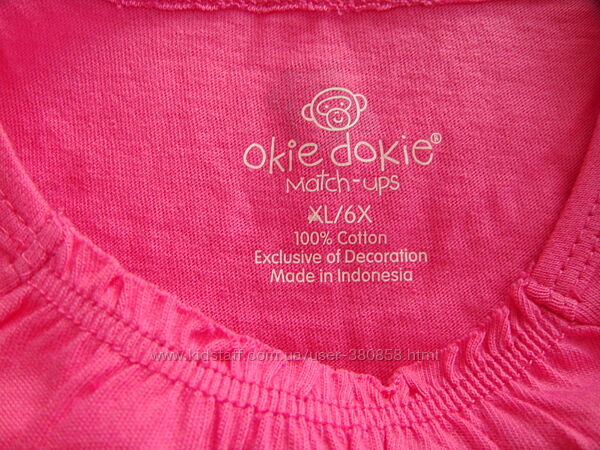 okie dokie®
Match-ups
XL/6X
100% Cotton
Exclusive of Decoration
Made in Indonesia
www.kidstaff.com.ua/user-380858.html